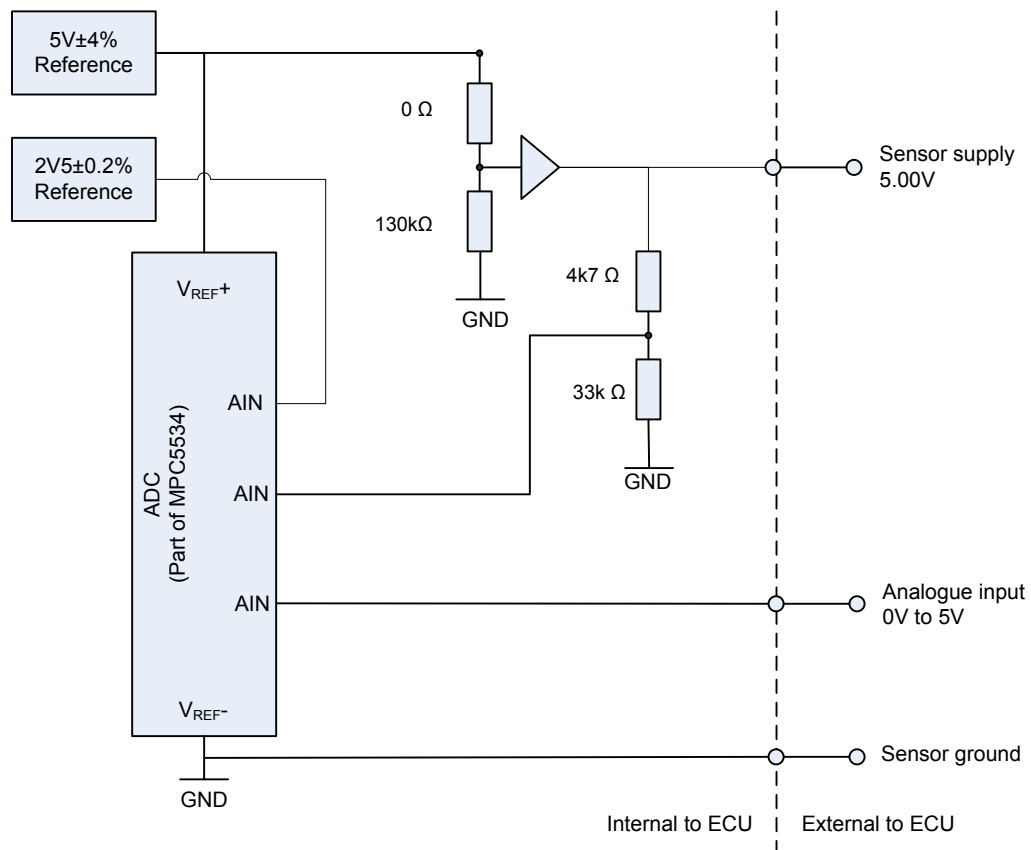 5V±4%
Reference
2V5±0.2%
Reference
0 Ω
130kΩ
GND
Sensor supply
5.00V
4k7 Ω
33k Ω
GND
VREF+
AIN
AIN
AIN
ADC
(Part of MPC5534)
VREF-
GND
Analogue input
0V to 5V
Sensor ground
Internal to ECU
External to ECU